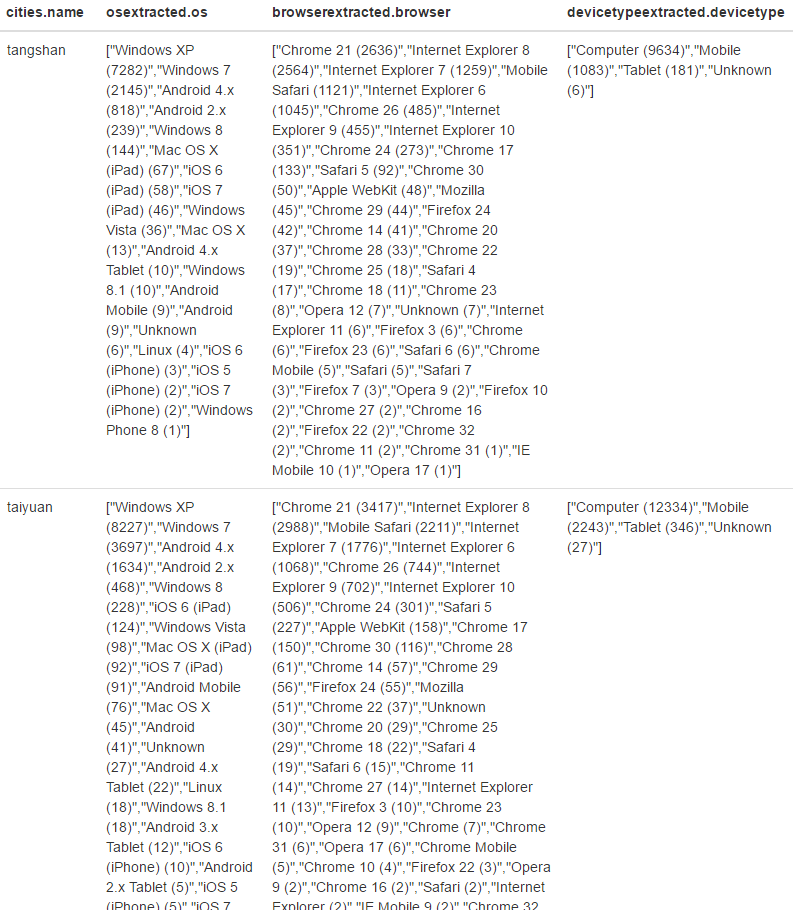 cities.name osextracted.os browserextracted.browser devicetypeextracted.devicetype
tangshan
["Windows XP
(7282)","Windows 7
(2145)","Android 4.x
(818)","Android 2.x
(239)","Windows 8
(144)","Mac OS X
(iPad) (67)","iOS 6
(iPad) (58)","iOS 7
(iPad) (46)","Windows
Vista (36)","Mac OS X
(13)","Android 4.x
Tablet (10)","Windows
8.1 (10)","Android
Mobile (9)","Android
(9)","Unknown
(6)","Linux (4)","iOS 6
(iPhone) (3)","iOS 5
(iPhone) (2)","iOS 7
(iPhone) (2)","Windows
Phone 8 (1)"]
["Chrome 21 (2636)","Internet Explorer 8
(2564)","Internet Explorer 7 (1259)","Mobile
Safari (1121)","Internet Explorer 6
(1045)","Chrome 26 (485)","Internet
Explorer 9 (455)","Internet Explorer 10
(351)","Chrome 24 (273)","Chrome 17
(133)","Safari 5 (92)","Chrome 30
(50)","Apple WebKit (48)","Mozilla
(45)","Chrome 29 (44)","Firefox 24
(42)","Chrome 14 (41)","Chrome 20
(37)","Chrome 28 (33)","Chrome 22
(19)","Chrome 25 (18)","Safari 4
(17)","Chrome 18 (11)","Chrome 23
(8)","Opera 12 (7)","Unknown (7)","Internet
Explorer 11 (6)","Firefox 3 (6)","Chrome
(6)","Firefox 23 (6)","Safari 6 (6)","Chrome
Mobile (5)","Safari (5)","Safari 7
(3)","Firefox 7 (3)","Opera 9 (2)","Firefox 10
(2)","Chrome 27 (2)","Chrome 16
(2)","Firefox 22 (2)","Chrome 32
(2)","Chrome 11 (2)","Chrome 31 (1)","IE
Mobile 10 (1)","Opera 17 (1)"]
["Computer (9634)","Mobile
(1083)","Tablet (181)","Unknown
(6)"]
taiyuan
["Windows XP
(8227)","Windows 7
(3697)","Android 4.x
(1634)","Android 2.x
(468)","Windows 8
(228)","iOS 6 (iPad)
(124)","Windows Vista
(98)","Mac OS X (iPad)
(92)","iOS 7 (iPad)
(91)","Android Mobile
(76)","Mac OS X
(45)","Android
(41)","Unknown
(27)","Android 4.x
Tablet (22)","Linux
(18)","Windows 8.1
(18)","Android 3.x
Tablet (12)","iOS 6
(iPhone) (10)","Android
2.x Tablet (5)","iOS 5
(iPhone) (5)","iOS 7
["Chrome 21 (3417)","Internet Explorer 8
(2988)","Mobile Safari (2211)","Internet
Explorer 7 (1776)","Internet Explorer 6
(1068)","Chrome 26 (744)","Internet
Explorer 9 (702)","Internet Explorer 10
(506)","Chrome 24 (301)","Safari 5
(227)","Apple WebKit (158)","Chrome 17
(150)","Chrome 30 (116)","Chrome 28
(61)","Chrome 14 (57)","Chrome 29
(56)","Firefox 24 (55)","Mozilla
(51)","Chrome 22 (37)","Unknown
(30)","Chrome 20 (29)","Chrome 25
(29)","Chrome 18 (22)","Safari 4
(19)","Safari 6 (15)","Chrome 11
(14)","Chrome 27 (14)","Internet Explorer
11 (13)","Firefox 3 (10)","Chrome 23
(10)","Opera 12 (9)","Chrome (7)","Chrome
31 (6)","Opera 17 (6)","Chrome Mobile
(5)","Chrome 10 (4)","Firefox 22 (3)","Opera
9 (2)","Chrome 16 (2)","Safari (2)","Internet
Explorer (2)","IE Mobile 9 (2)","Chrome 32
["Computer (12334)","Mobile
(2243)","Tablet (346)","Unknown
(27)"]